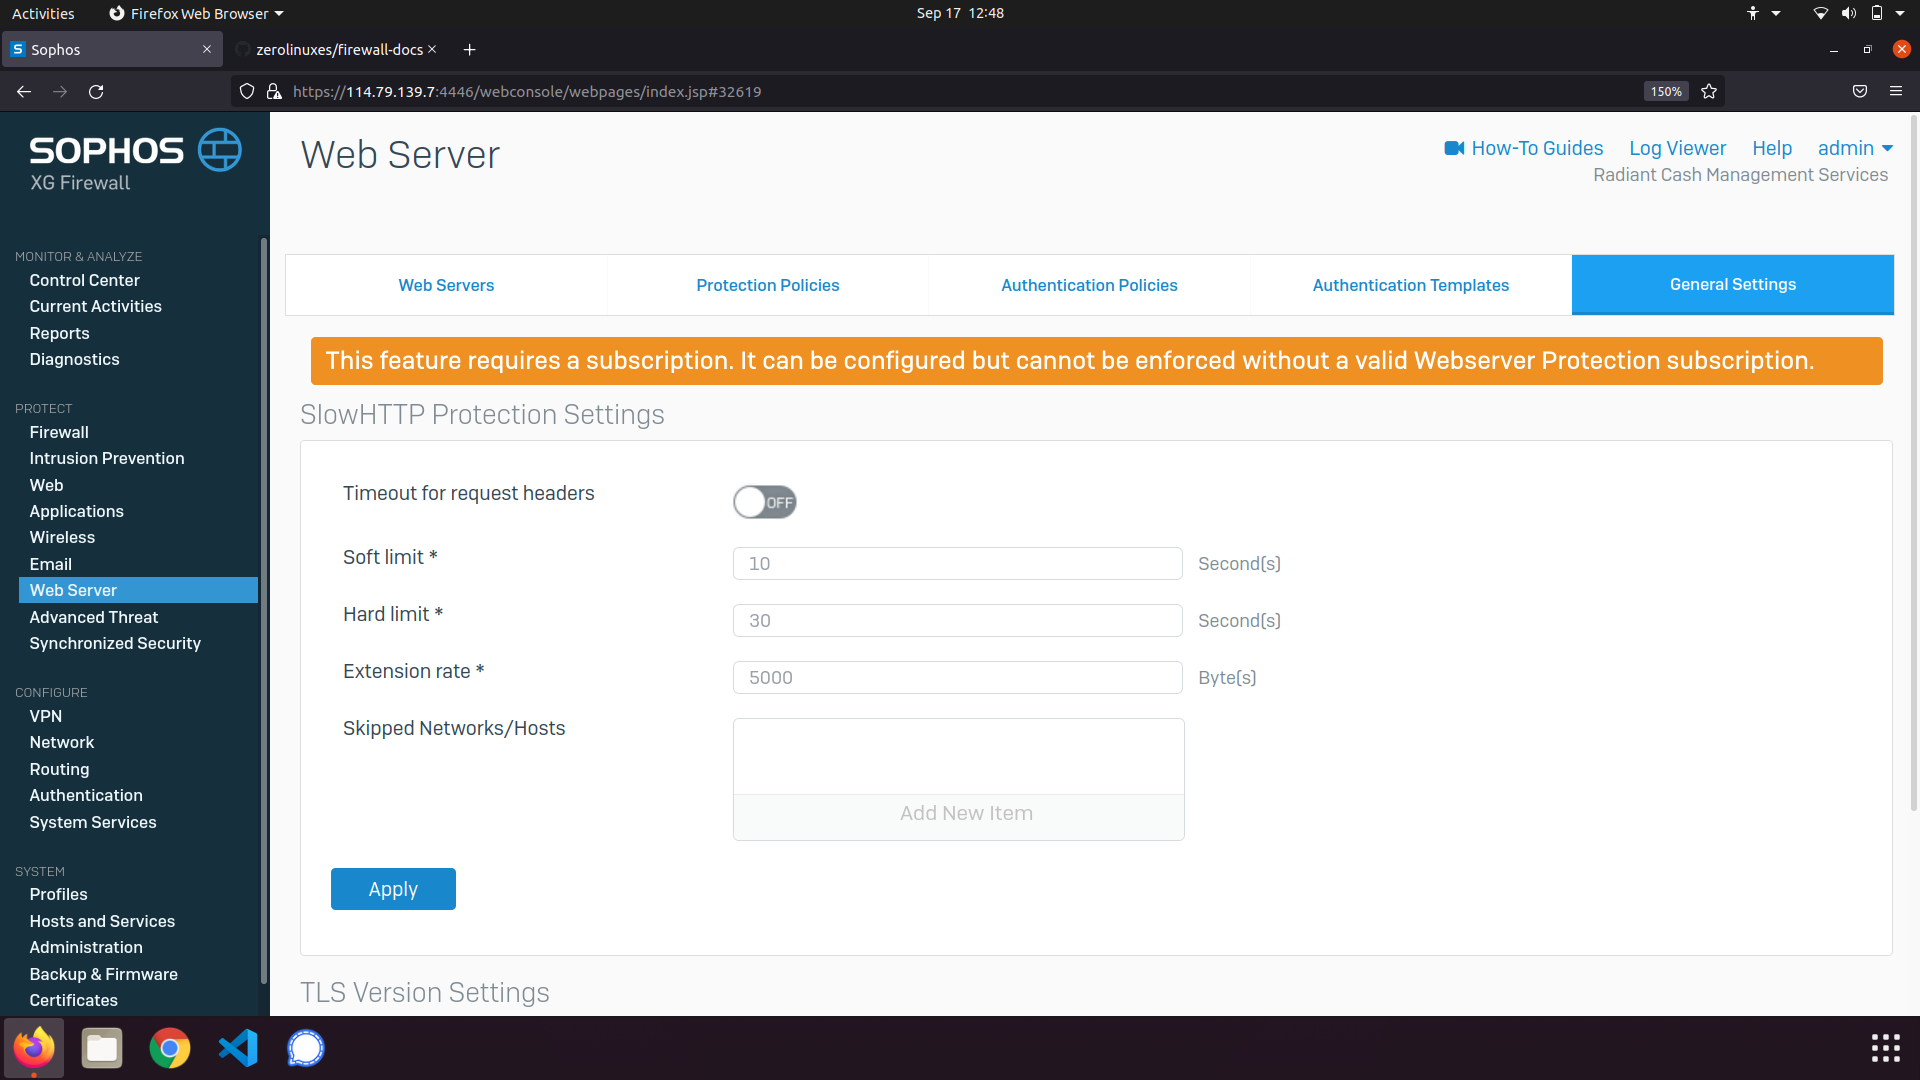 Activities
Firefox Web Browser
Sep 17 12:48
Sophos
zerolinuxes/firewall-docs
https://114.79.139.7:4446/webconsole/webpages/index.jsp#32619
150%
SOPHOS
XG Firewall
MONITOR & ANALYZE
Control Center
Current Activities
Reports
Diagnostics
PROTECT
Firewall
Intrusion Prevention
Web
Applications
Wireless
Email
Web Server
Advanced Threat
Synchronized Security
CONFIGURE
VPN
Network
Routing
Authentication
System Services
SYSTEM
Profiles
Hosts and Services
Administration
Backup & Firmware
Certificates
Web Server
How-To Guides
Log Viewer
Help
admin
Radiant Cash Management Services
Web Servers
Protection Policies
Authentication Policies
Authentication Templates
General Settings
This feature requires a subscription. It can be configured but cannot be enforced without a valid Webserver Protection subscription.
SlowHTTP Protection Settings
Timeout for request headers
OFF
Soft limit *
10
Second(s)
Hard limit *
30
Second(s)
Extension rate *
5000
Byte(s)
Skipped Networks/Hosts
Add New Item
Apply
TLS Version Settings